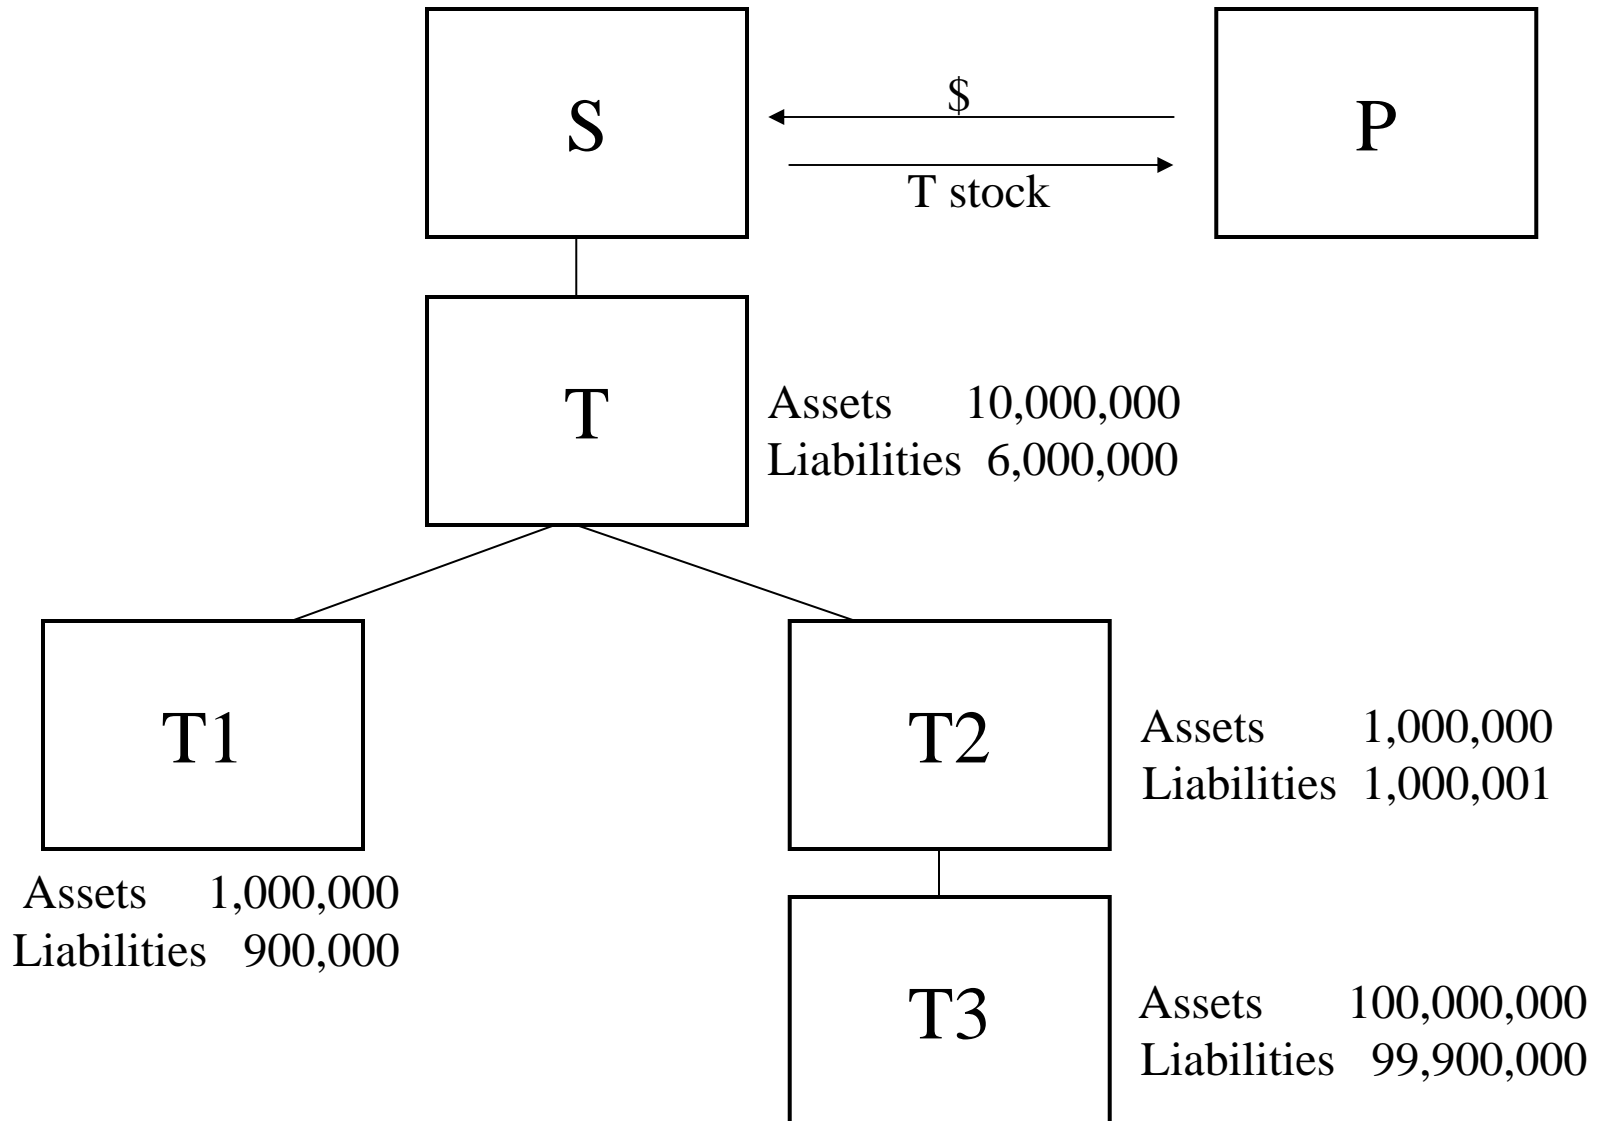 S
$
T stock
P
T
Assets 10,000,000
Liabilities 6,000,000
T1
Assets 1,000,000
Liabilities 900,000
T2
Assets 1,000,000
Liabilities 1,000,001
T3
Assets 100,000,000
Liabilities 99,900,000